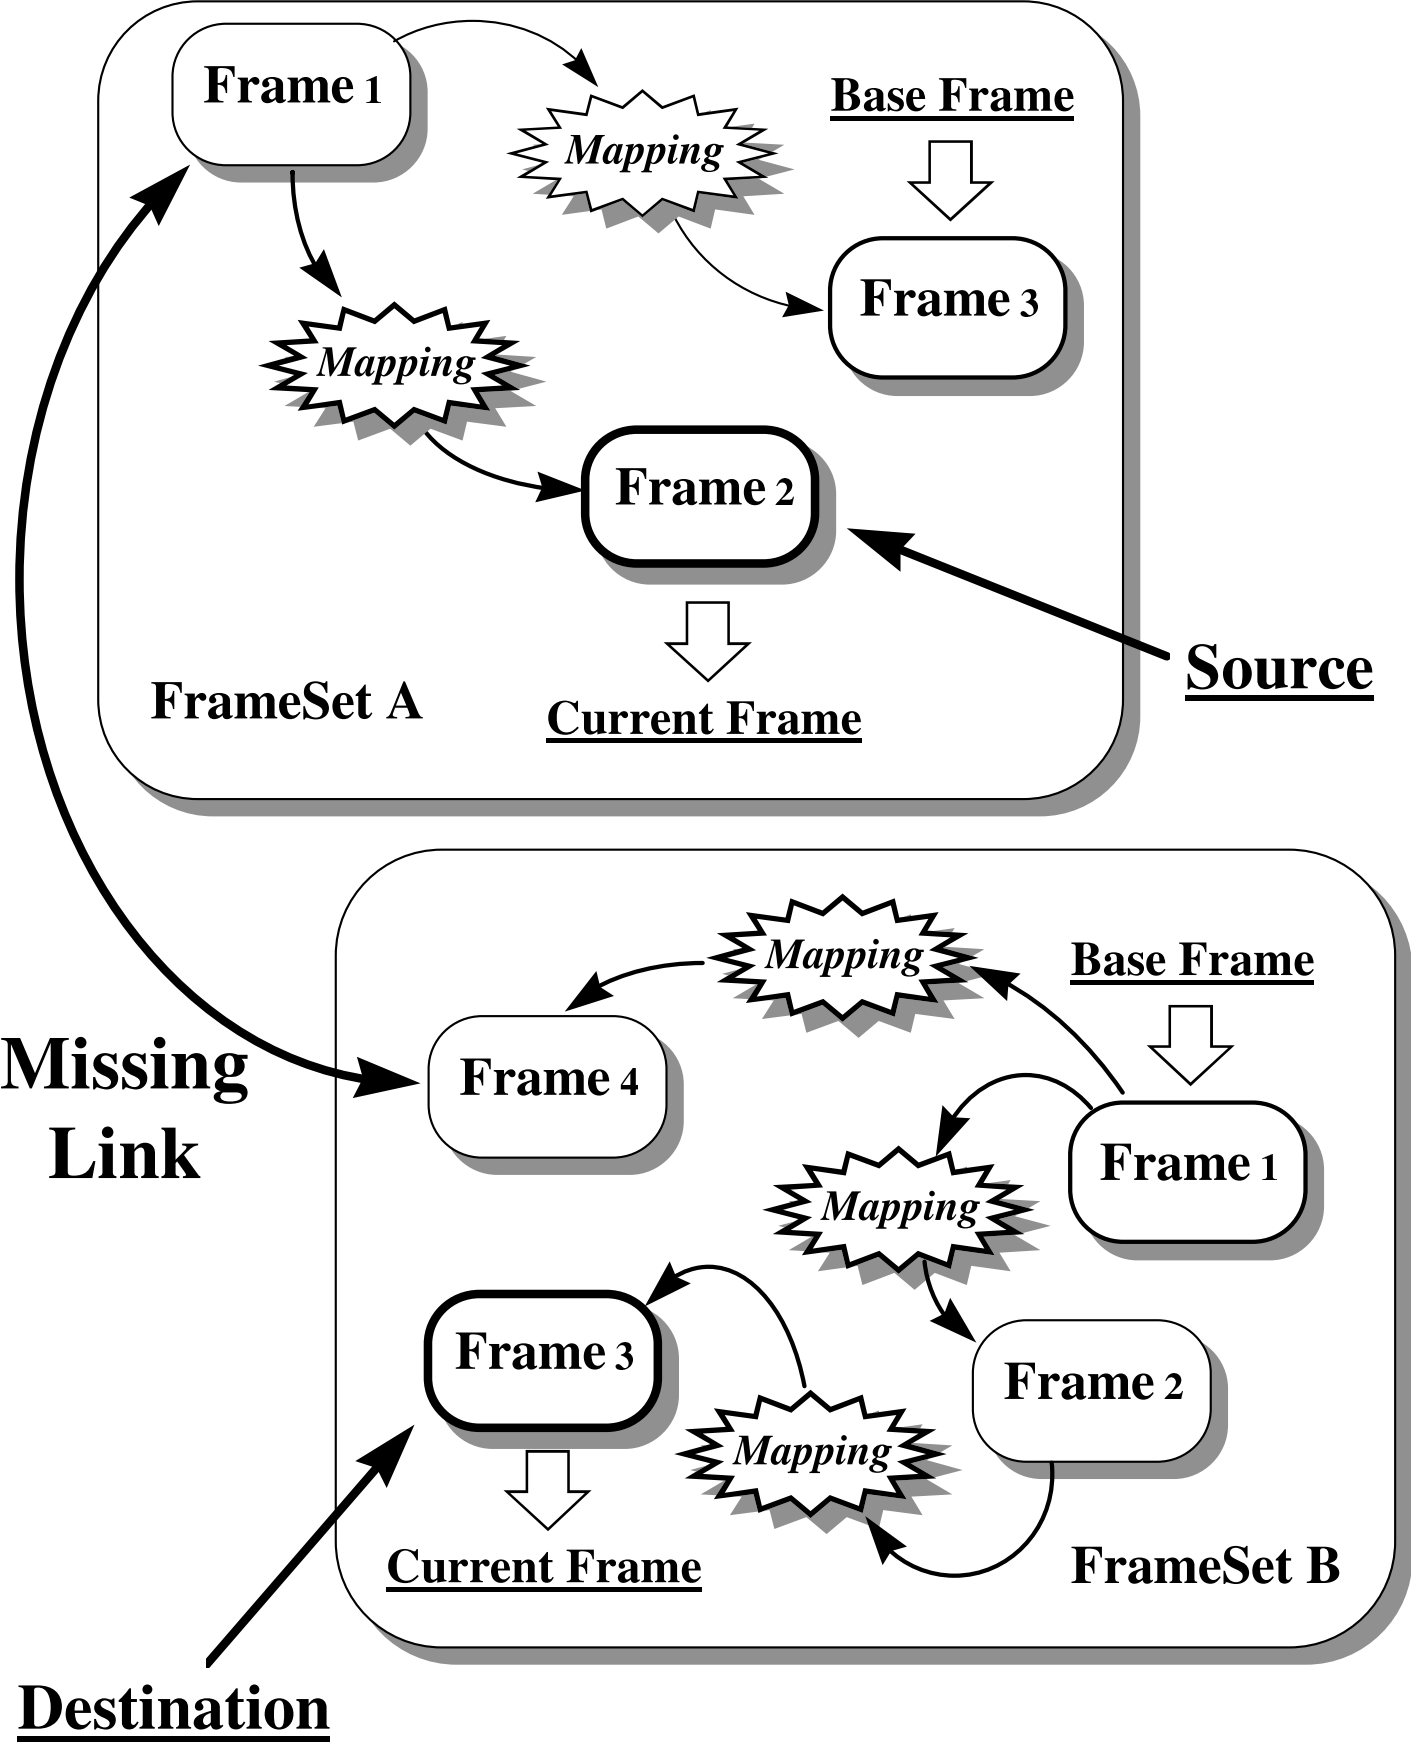 Frame 1
Base Frame
Mapping
Frame 3
Mapping
Frame 2
Source
FrameSet A
Current Frame
Mapping
Base Frame
Missing
Link
Frame 4
Frame 1
Mapping
Frame 3
Frame 2
Mapping
Current Frame
FrameSet B
Destination